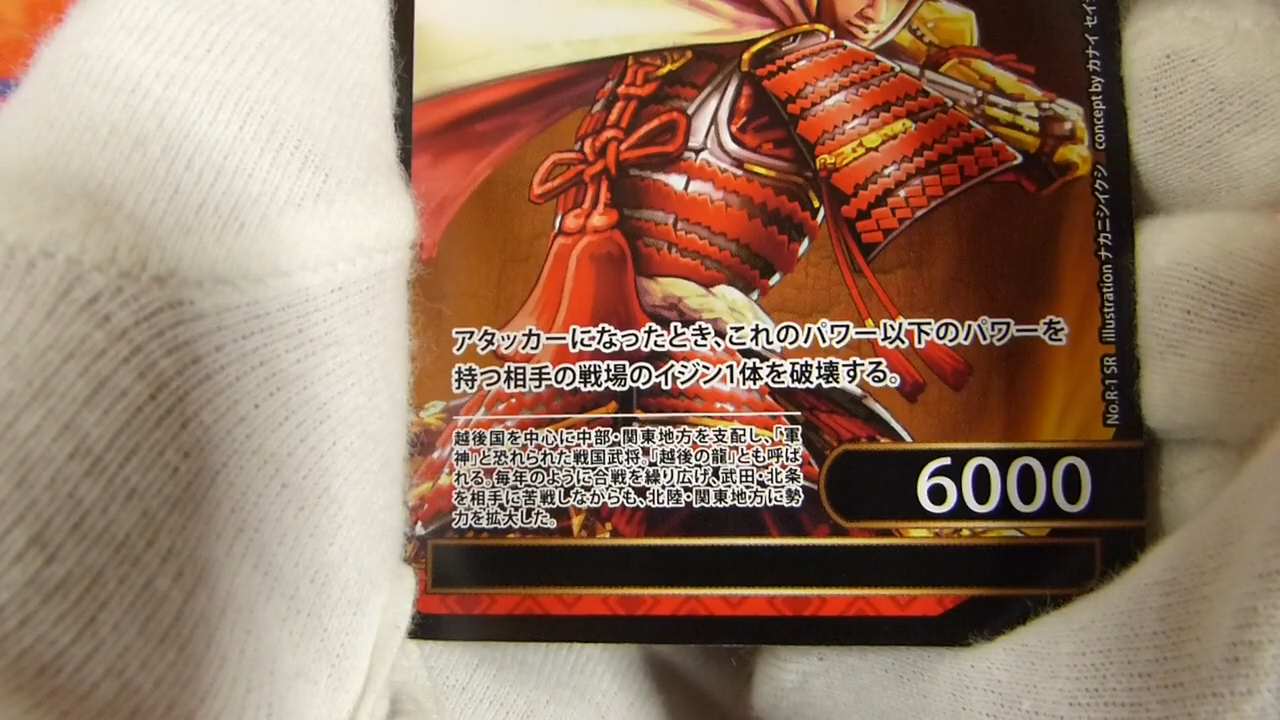 アタッカーになったとき、これのパワー以下のパワーを
持つ相手の戦場のイジン1体を破壊する。
越後国を中心に中部・関東地方を支配し、「軍
神」と恐れられた戦国武将。「越後の龍」とも呼ば
れる。毎年のように合戦を繰り広げ、武田・北条
を相手に苦戦しながらも、北陸・関東地方に勢
力を拡大した。
6000
No.R-1 SR illustration ナカニシイクシ concept by カナイ セイジ